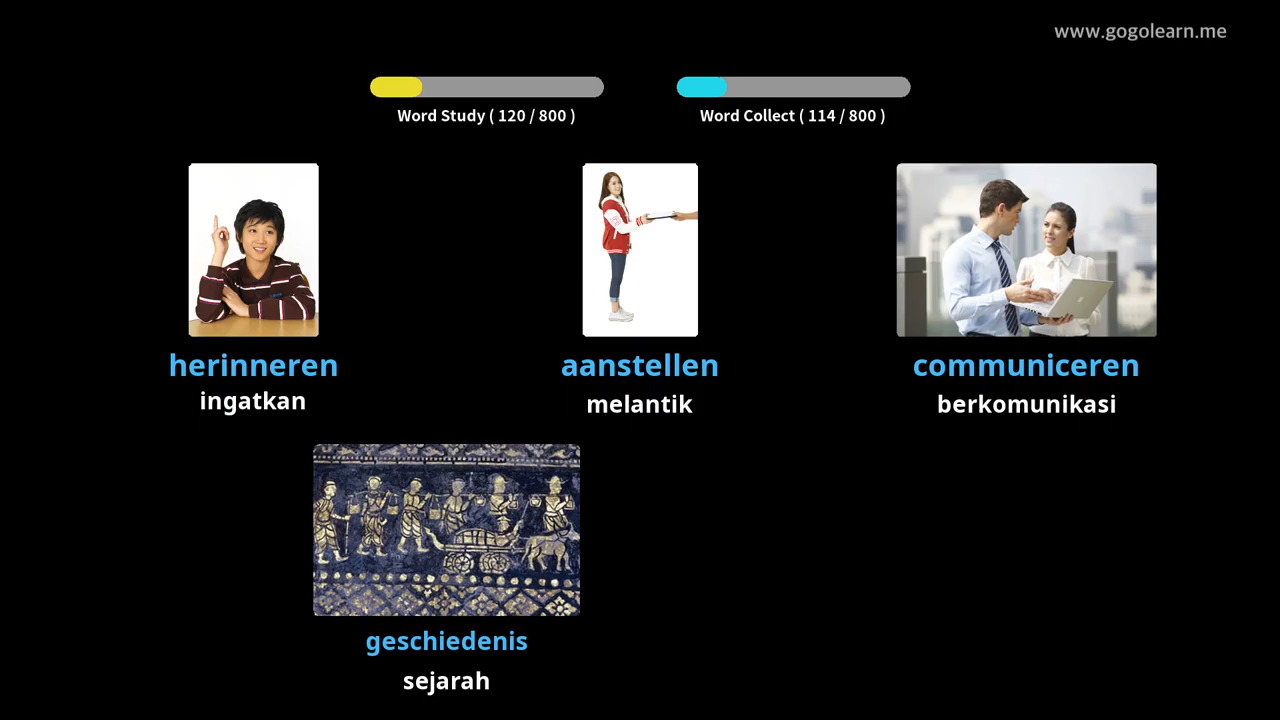 www.gogolearn.me
Word Study ( 120 / 800 )
Word Collect ( 114 / 800 )
herinneren
ingatkan
aanstellen
melantik
communiceren
berkomunikasi
geschiedenis
sejarah